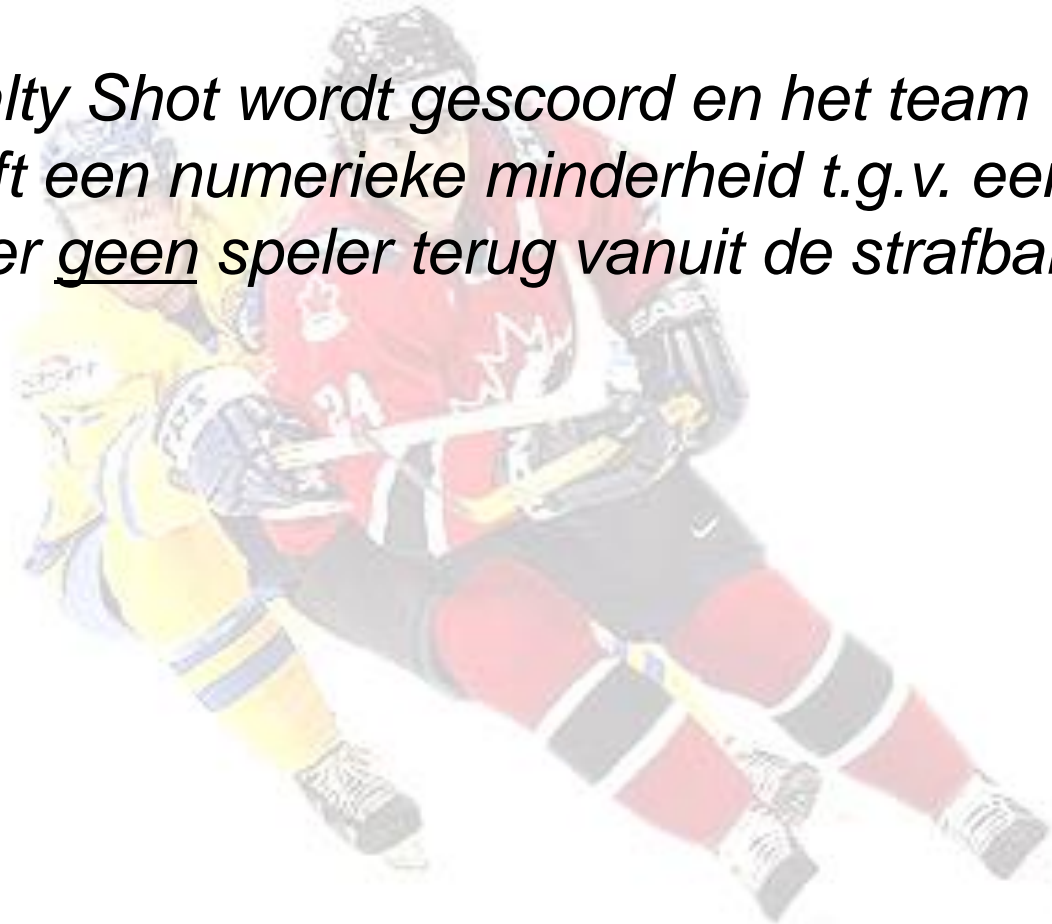 lty Shot wordt gescoord en het team
ft een numerieke minderheid t.g.v. een
er geen speler terug vanuit de strafba
24